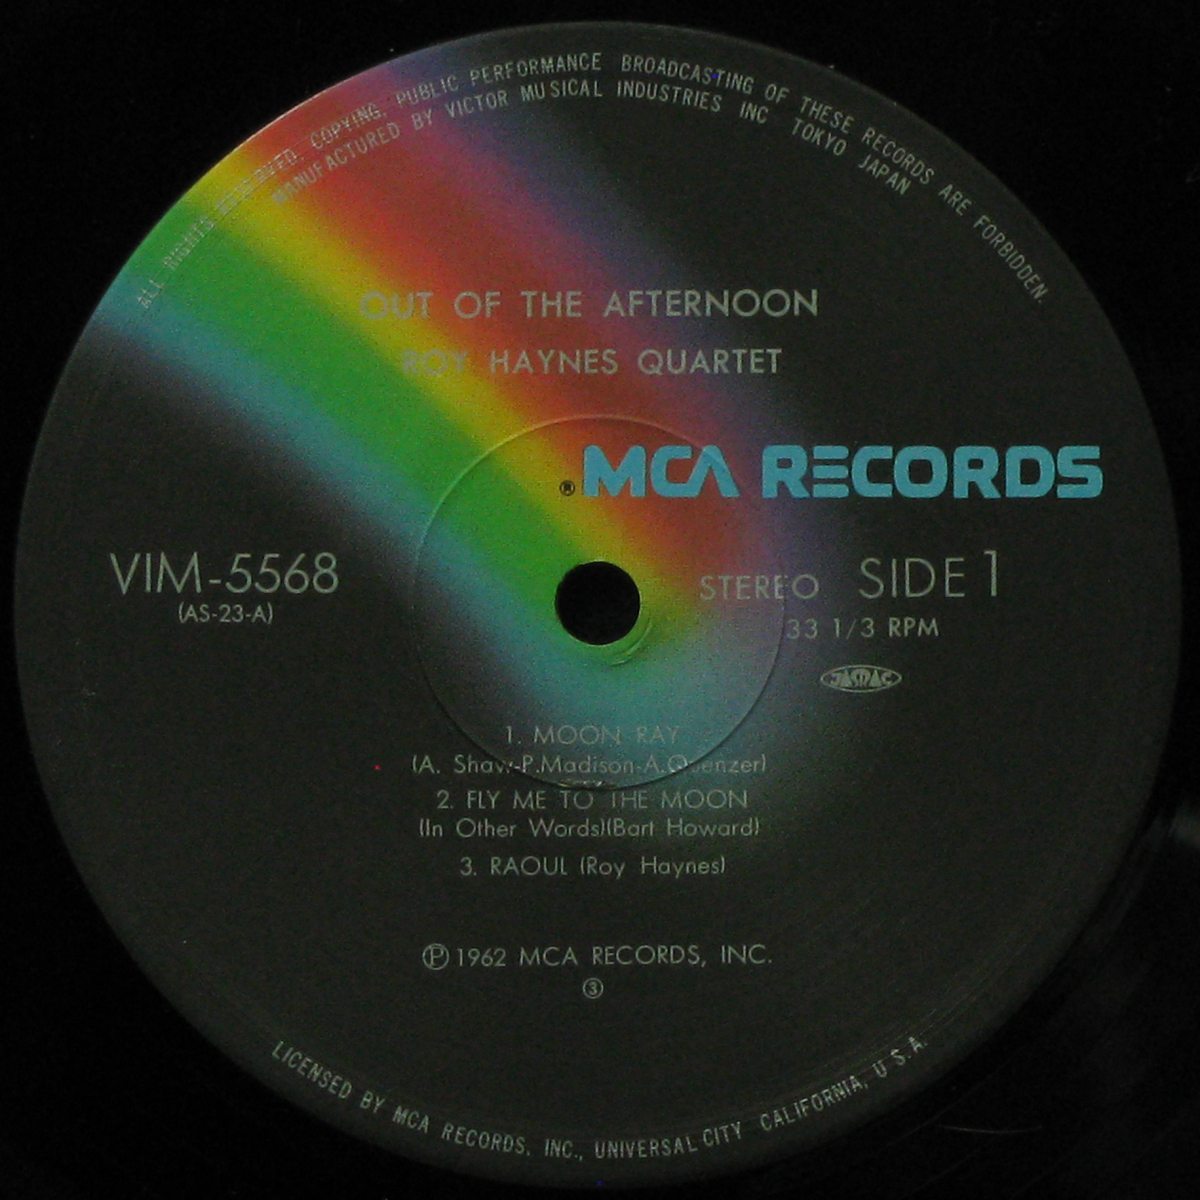 ALL RIGHTS RESERVED. COPYING. PUBLIC PERFORMANCE BROADCASTING OF THESE RECORDS ARE FORBIDDEN.
MANUFACTURED BY VICTOR MUSICAL INDUSTRIES INC TOKYO JAPAN
OUT OF THE AFTERNOON
ROY HAYNES QUARTET
® MCA RECORDS
VIM-5568
(AS-23-A)
STEREO SIDE 1
33 1/3 RPM
JASRAC
1. MOON RAY
(A. Shaw-P.Madison-A.Quenzer)
2. FLY ME TO THE MOON
(In Other Words)(Bart Howard)
3. RAOUL (Roy Haynes)
Ⓟ 1962 MCA RECORDS, INC.
③
LICENSED BY MCA RECORDS, INC., UNIVERSAL CITY CALIFORNIA, U.S.A.